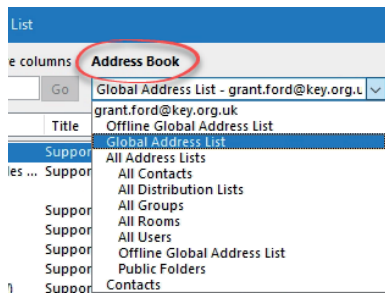 List
e columns Address Book
Go Global Address List - grant.ford@key.org.u
grant.ford@key.org.uk
Title Offline Global Address List
Global Address List
Suppor All Address Lists
les ... Suppor All Contacts
All Distribution Lists
Suppor All Groups
Suppor All Rooms
Suppor All Users
Suppor Offline Global Address List
Suppor Public Folders
Suppor Contacts